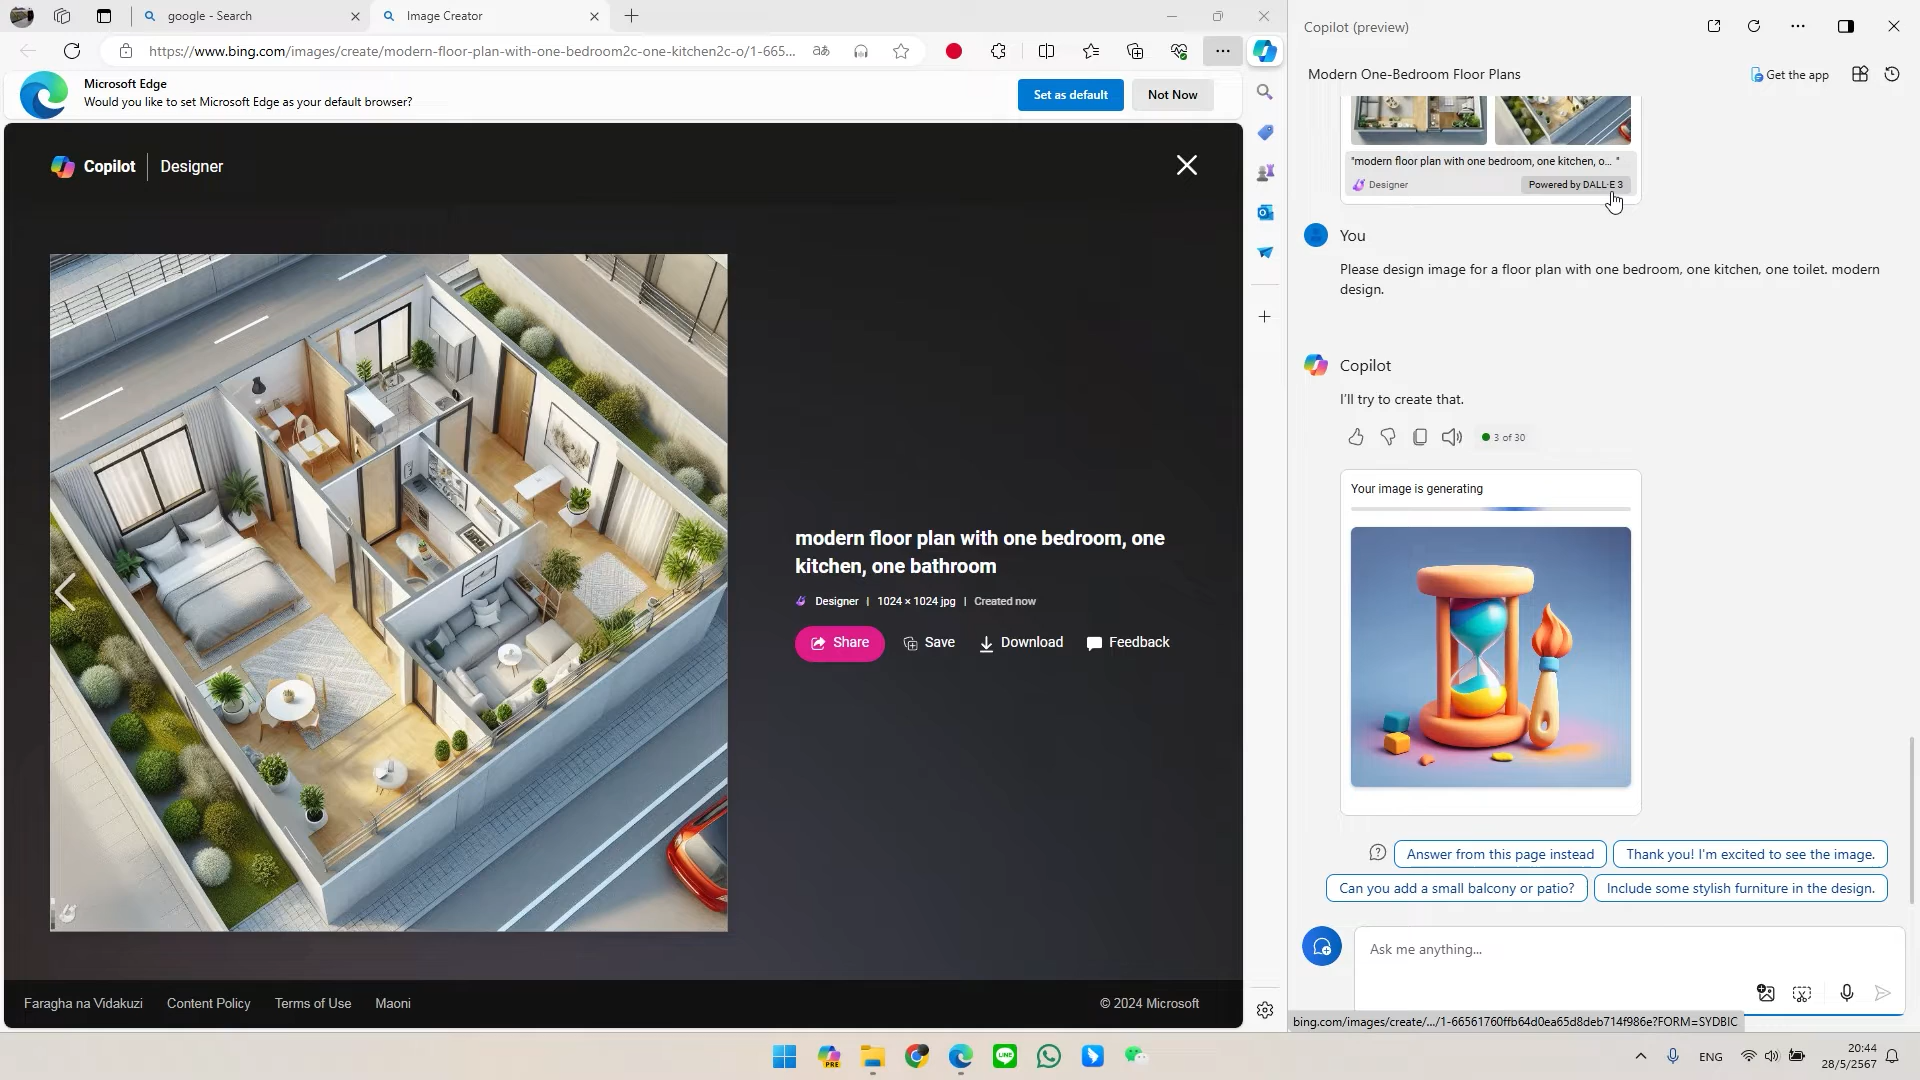 google - Search
Image Creator
https://www.bing.com/images/create/modern-floor-plan-with-one-bedroom2c-one-kitchen2c-o/1-665...
Microsoft Edge
Would you like to set Microsoft Edge as your default browser?
Set as default
Not Now
Copilot | Designer
modern floor plan with one bedroom, one
kitchen, one bathroom
Designer | 1024 × 1024 jpg | Created now
Share
Save
Download
Feedback
Faragha na Vidakuzi
Content Policy
Terms of Use
Maoni
© 2024 Microsoft
Copilot (preview)
Modern One-Bedroom Floor Plans
Get the app
"modern floor plan with one bedroom, one kitchen, o... "
Designer
Powered by DALL·E 3
You
Please design image for a floor plan with one bedroom, one kitchen, one toilet. modern
design.
Copilot
I'll try to create that.
3 of 30
Your image is generating
Answer from this page instead
Thank you! I'm excited to see the image.
Can you add a small balcony or patio?
Include some stylish furniture in the design.
Ask me anything...
bing.com/images/create/.../1-66561760ffb64d0ea65d8deb714f986e?FORM=SYDBIC
PRE
LINE
ENG
20:44
28/5/2567